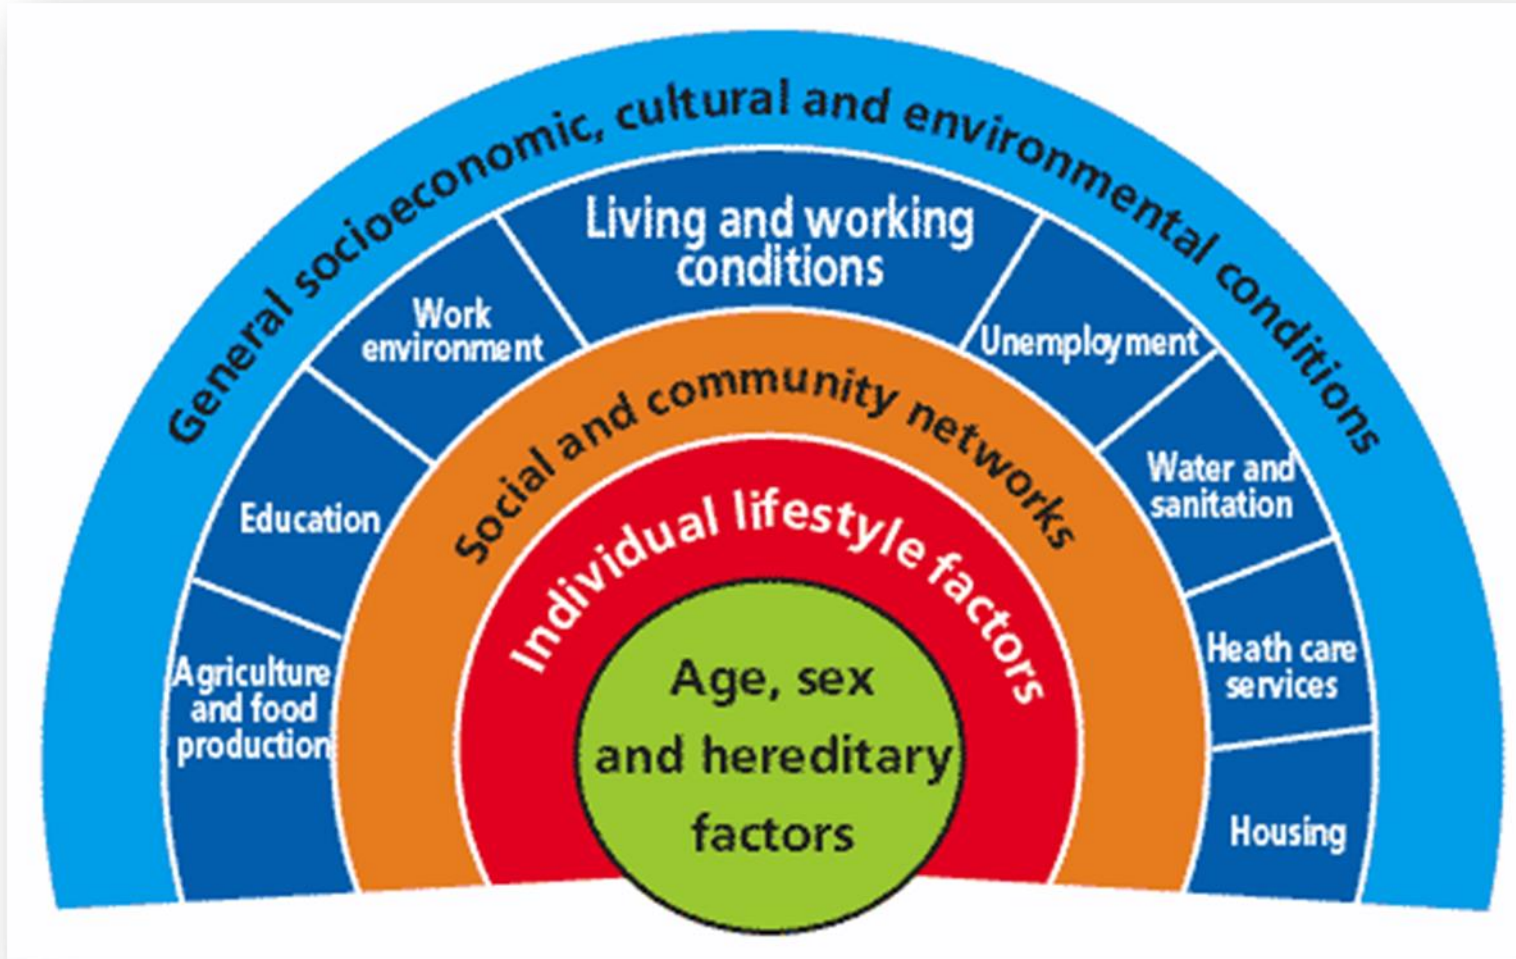 General socioeconomic, cultural and environmental conditions
Living and working
conditions
Work
environment
Unemployment
Education
Water and
sanitation
Agriculture
and food
production
Heath care
services
Housing
Social and community networks
Individual lifestyle factors
Age, sex
and hereditary
factors